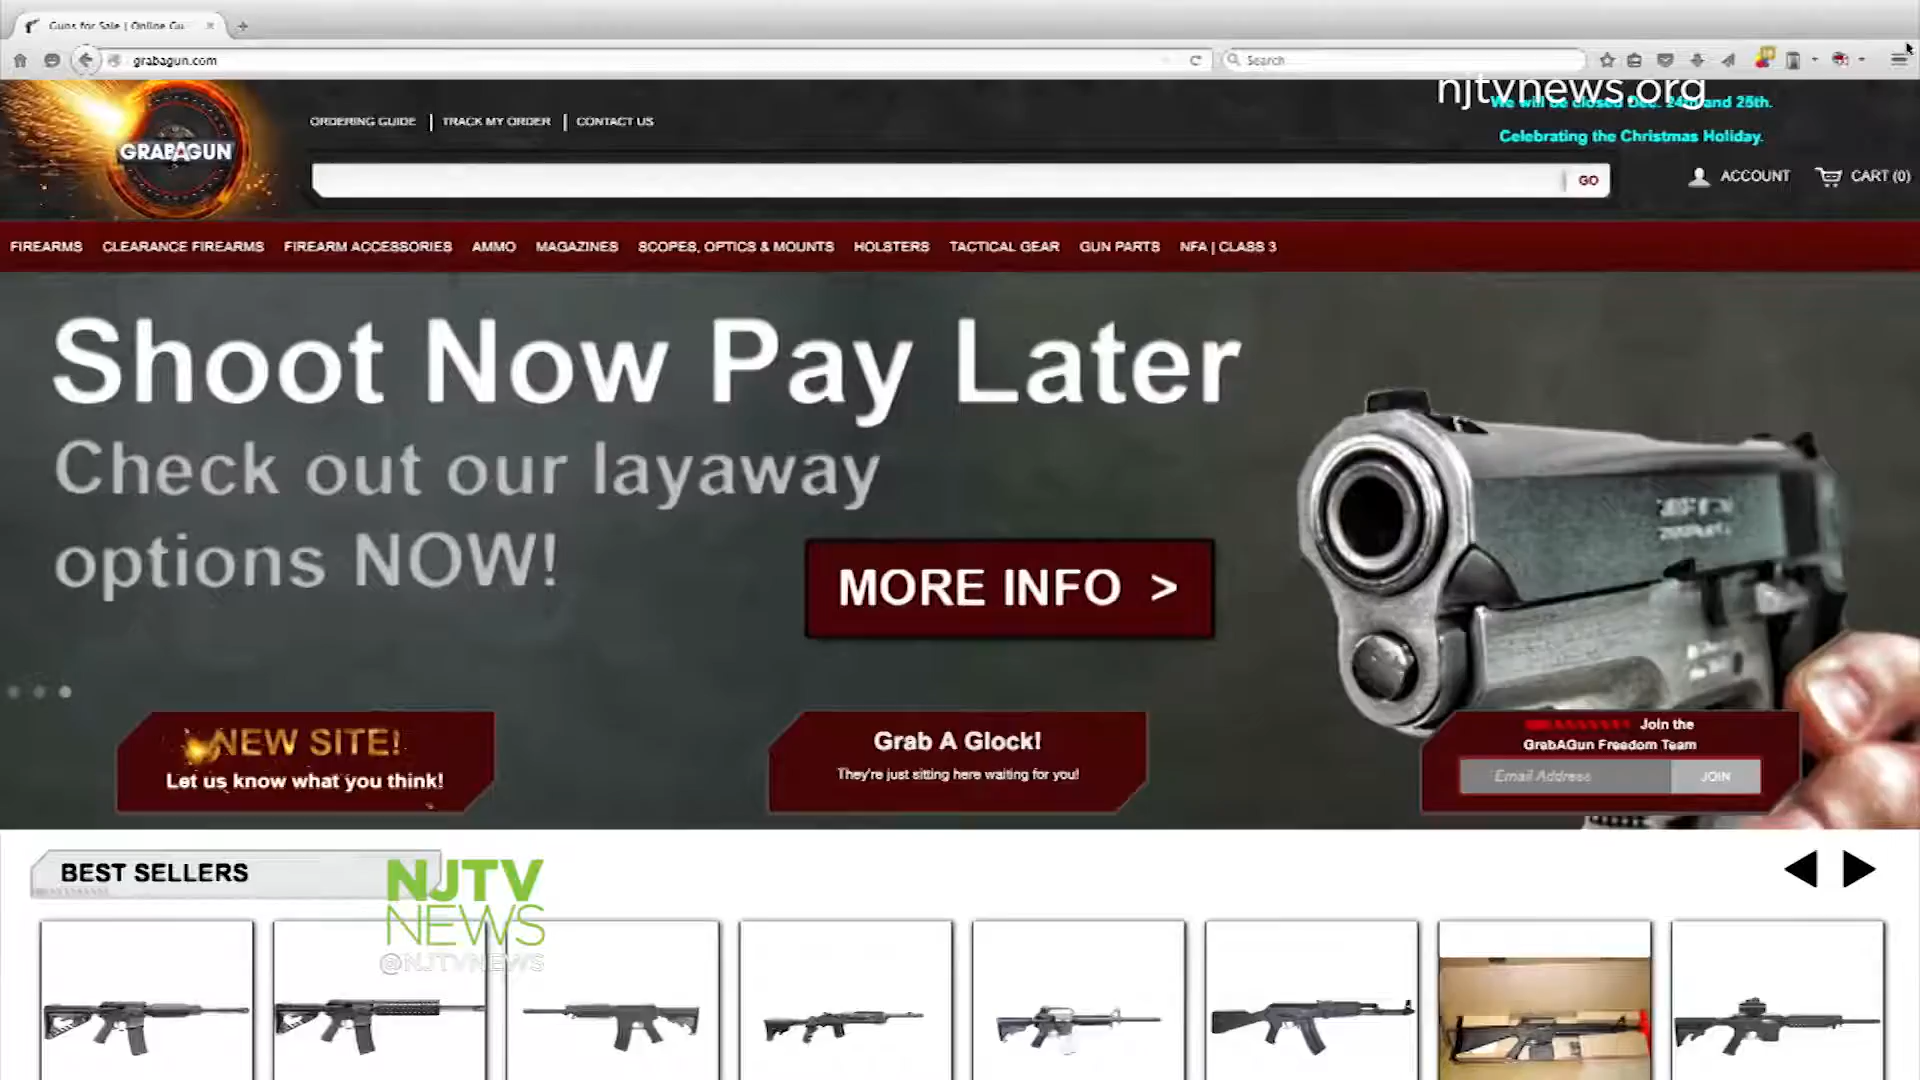 Guns for Sale | Online Gu
grabagun.com
Search
njtvnews.org
We will be closed Dec. 24th and 25th.
Celebrating the Christmas Holiday.
ORDERING GUIDE | TRACK MY ORDER | CONTACT US
GRABAGUN
GO
ACCOUNT
CART (0)
FIREARMS CLEARANCE FIREARMS FIREARM ACCESSORIES AMMO MAGAZINES SCOPES, OPTICS & MOUNTS HOLSTERS TACTICAL GEAR GUN PARTS NFA | CLASS 3
Shoot Now Pay Later
Check out our layaway
options NOW!
MORE INFO >
NEW SITE!
Let us know what you think!
Grab A Glock!
They're just sitting here waiting for you!
Join the
GrabAGun Freedom Team
Email Address
JOIN
BEST SELLERS
NJTV
NEWS
@NJTVNEWS